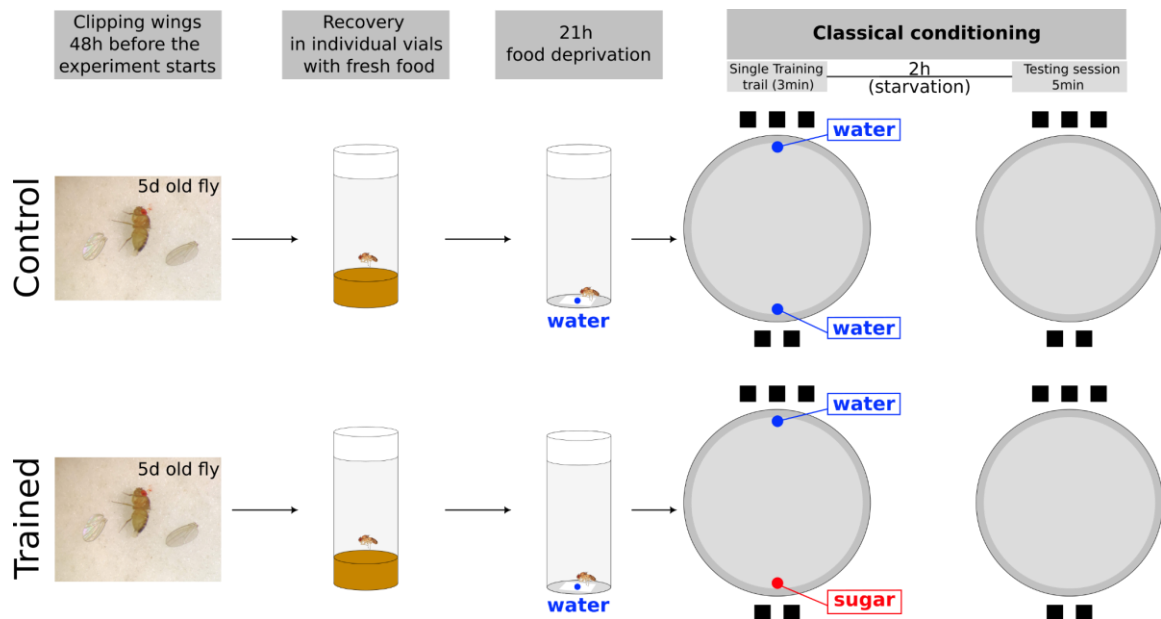 Clipping wings
48h before the
experiment starts
Recovery
in individual vials
with fresh food
21h
food deprivation
Classical conditioning
Single Training
trail (3min)
2h
(starvation)
Testing session
5min
Control
5d old fly
water
water
water
Trained
5d old fly
water
water
sugar